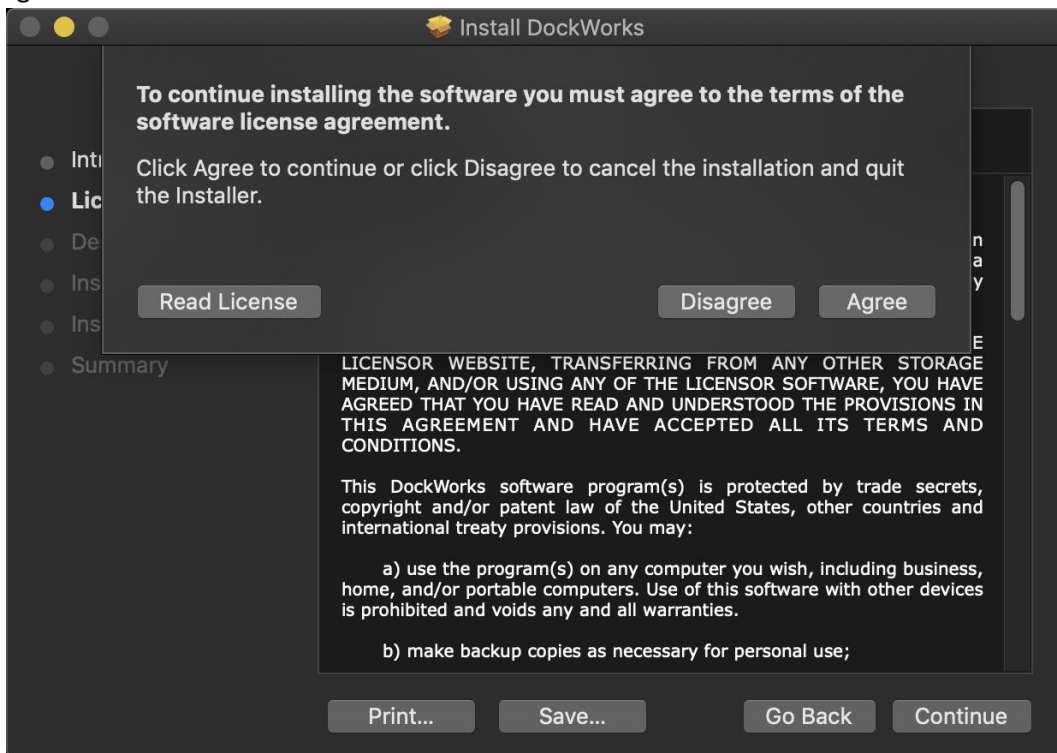 Install DockWorks
To continue installing the software you must agree to the terms of the
software license agreement.
Click Agree to continue or click Disagree to cancel the installation and quit
the Installer.
Read License
Disagree
Agree
Summary
LICENSOR WEBSITE, TRANSFERRING FROM ANY OTHER STORAGE
MEDIUM, AND/OR USING ANY OF THE LICENSOR SOFTWARE, YOU HAVE
AGREED THAT YOU HAVE READ AND UNDERSTOOD THE PROVISIONS IN
THIS AGREEMENT AND HAVE ACCEPTED ALL ITS TERMS AND
CONDITIONS.
This DockWorks software program(s) is protected by trade secrets,
copyright and/or patent law of the United States, other countries and
international treaty provisions. You may:
a) use the program(s) on any computer you wish, including business,
home, and/or portable computers. Use of this software with other devices
is prohibited and voids any and all warranties.
b) make backup copies as necessary for personal use;
Print...
Save...
Go Back
Continue